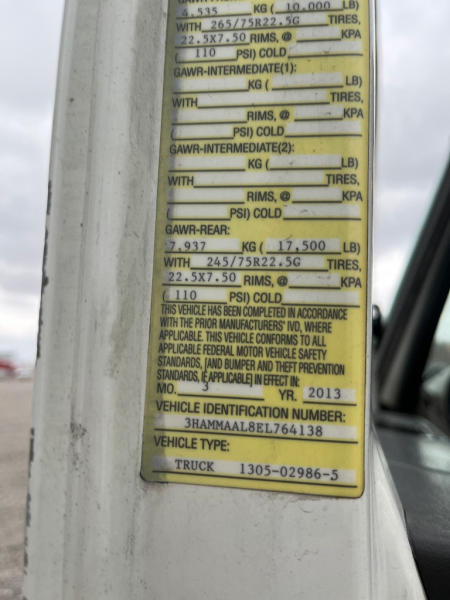 4,535 KG ( 10,000 LB)
WITH 265/75R22.5G TIRES,
22.5X7.50 RIMS, @ KPA
( 110 PSI) COLD
GAWR-INTERMEDIATE(1):
KG ( LB)
WITH TIRES,
RIMS, @ KPA
( PSI) COLD
GAWR-INTERMEDIATE(2):
KG ( LB)
WITH TIRES,
RIMS, @ KPA
( PSI) COLD
GAWR-REAR:
7,937 KG ( 17,500 LB)
WITH 245/75R22.5G TIRES,
22.5X7.50 RIMS, @ KPA
( 110 PSI) COLD
THIS VEHICLE HAS BEEN COMPLETED IN ACCORDANCE
WITH THE PRIOR MANUFACTURERS' IVD, WHERE
APPLICABLE. THIS VEHICLE CONFORMS TO ALL
APPLICABLE FEDERAL MOTOR VEHICLE SAFETY
STANDARDS, [AND BUMPER AND THEFT PREVENTION
STANDARDS, IF APPLICABLE] IN EFFECT IN:
MO. 3 YR. 2013
VEHICLE IDENTIFICATION NUMBER:
3HAMMAAL8EL764138
VEHICLE TYPE:
TRUCK 1305-02986-5